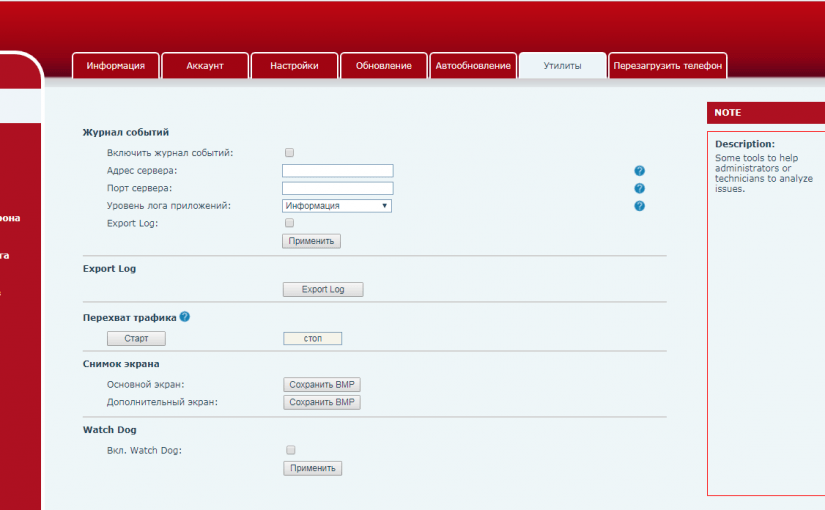 Информация Аккаунт Настройки Обновление Автообновление Утилиты Перезагрузить телефон
Журнал событий
Включить журнал событий:
Адрес сервера:
Порт сервера:
Уровень лога приложений: Информация
Export Log:
Применить
Export Log
Export Log
Перехват трафика
Старт стоп
Снимок экрана
Основной экран: Сохранить BMP
Дополнительный экран: Сохранить BMP
Watch Dog
Вкл. Watch Dog:
Применить
NOTE
Description:
Some tools to help
administrators or
technicians to analyze
issues.